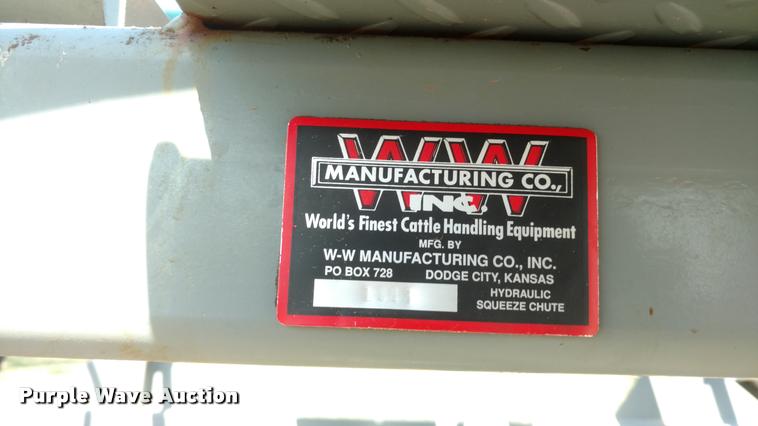 WW
MANUFACTURING CO.,
INC.
World's Finest Cattle Handling Equipment
MFG. BY
W-W MANUFACTURING CO., INC.
PO BOX 728 DODGE CITY, KANSAS
HYDRAULIC
SQUEEZE CHUTE
Purple Wave Auction